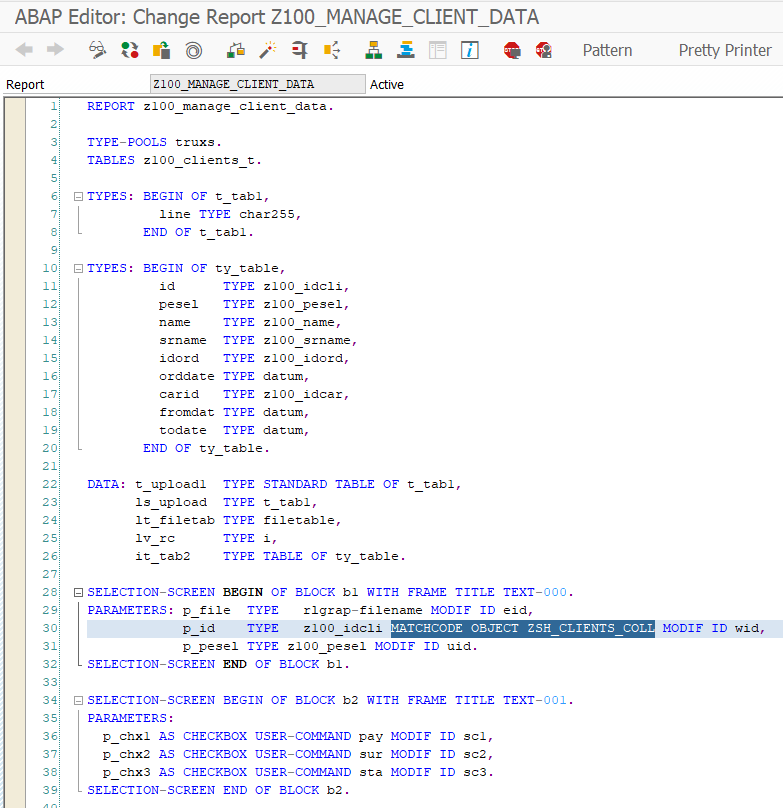 ABAP Editor: Change Report Z100_MANAGE_CLIENT_DATA
Pattern Pretty Printer
Report Z100_MANAGE_CLIENT_DATA Active
1 REPORT z100_manage_client_data.
2
3 TYPE-POOLS truxs.
4 TABLES z100_clients_t.
5
6 TYPES: BEGIN OF t_tab1,
7 line TYPE char255,
8 END OF t_tab1.
9
10 TYPES: BEGIN OF ty_table,
11 id TYPE z100_idcli,
12 pesel TYPE z100_pesel,
13 name TYPE z100_name,
14 srname TYPE z100_srname,
15 idord TYPE z100_idord,
16 orddate TYPE datum,
17 carid TYPE z100_idcar,
18 fromdat TYPE datum,
19 todate TYPE datum,
20 END OF ty_table.
21
22 DATA: t_upload1 TYPE STANDARD TABLE OF t_tab1,
23 ls_upload TYPE t_tab1,
24 lt_filetab TYPE filetable,
25 lv_rc TYPE i,
26 it_tab2 TYPE TABLE OF ty_table.
27
28 SELECTION-SCREEN BEGIN OF BLOCK b1 WITH FRAME TITLE TEXT-000.
29 PARAMETERS: p_file TYPE rlgrap-filename MODIF ID eid,
30 p_id TYPE z100_idcli MATCHCODE OBJECT ZSH_CLIENTS_COLL MODIF ID wid,
31 p_pesel TYPE z100_pesel MODIF ID uid.
32 SELECTION-SCREEN END OF BLOCK b1.
33
34 SELECTION-SCREEN BEGIN OF BLOCK b2 WITH FRAME TITLE TEXT-001.
35 PARAMETERS:
36 p_chx1 AS CHECKBOX USER-COMMAND pay MODIF ID sc1,
37 p_chx2 AS CHECKBOX USER-COMMAND sur MODIF ID sc2,
38 p_chx3 AS CHECKBOX USER-COMMAND sta MODIF ID sc3.
39 SELECTION-SCREEN END OF BLOCK b2.